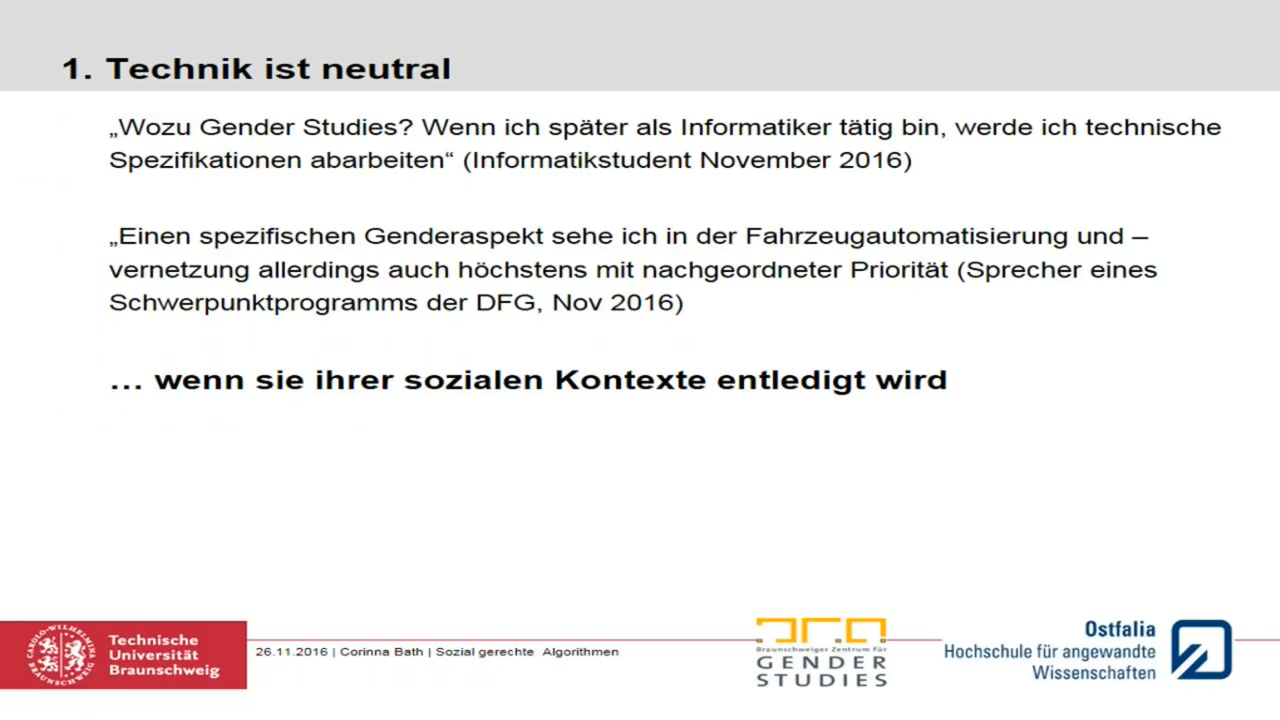 1. Technik ist neutral
„Wozu Gender Studies? Wenn ich später als Informatiker tätig bin, werde ich technische
Spezifikationen abarbeiten“ (Informatikstudent November 2016)
„Einen spezifischen Genderaspekt sehe ich in der Fahrzeugautomatisierung und –
vernetzung allerdings auch höchstens mit nachgeordneter Priorität (Sprecher eines
Schwerpunktprogramms der DFG, Nov 2016)
… wenn sie ihrer sozialen Kontexte entledigt wird
Technische
Universität
Braunschweig
26.11.2016 | Corinna Bath | Sozial gerechte Algorithmen
Braunschweiger Zentrum für
GENDER
STUDIES
Ostfalia
Hochschule für angewandte
Wissenschaften